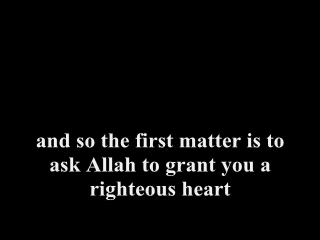 and so the first matter is to
ask Allah to grant you a
righteous heart